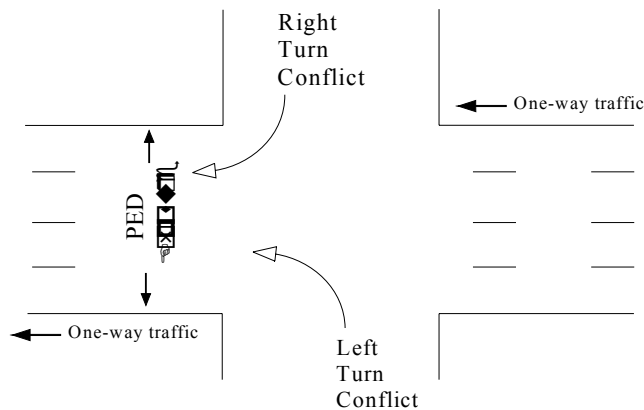 Right
Turn
Conflict
One-way traffic
PED
One-way traffic
Left
Turn
Conflict